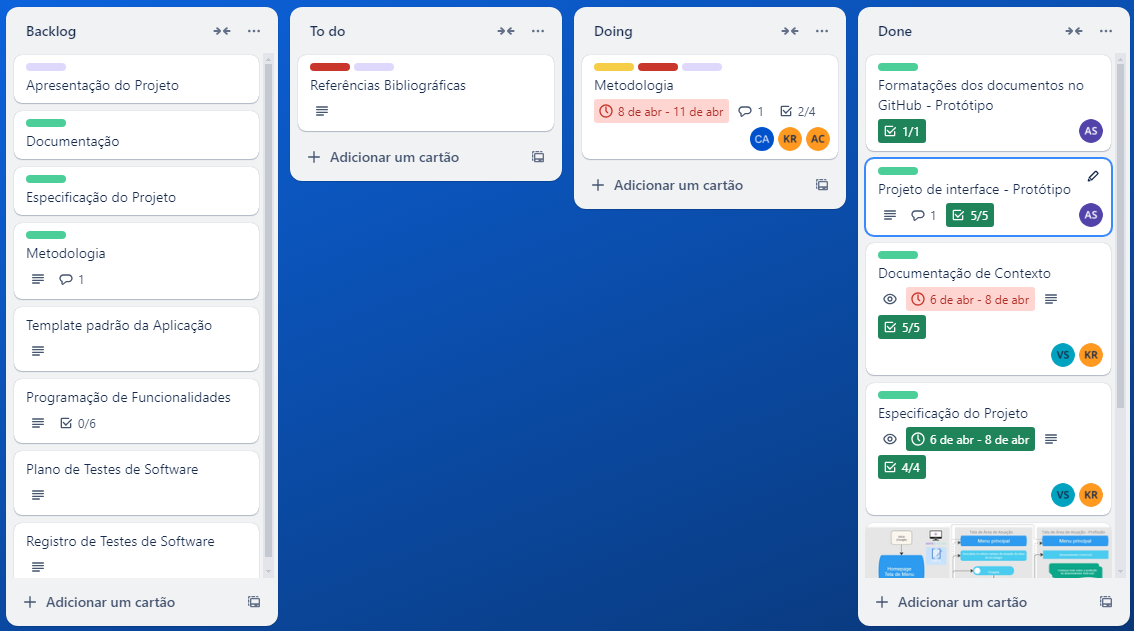 Backlog
Apresentação do Projeto
Documentação
Especificação do Projeto
Metodologia
1
Template padrão da Aplicação
Programação de Funcionalidades
0/6
Plano de Testes de Software
Registro de Testes de Software
Adicionar um cartão
To do
Referências Bibliográficas
Adicionar um cartão
Doing
Metodologia
8 de abr - 11 de abr 1 2/4
CA KR AC
Adicionar um cartão
Done
Formatações dos documentos no
GitHub - Protótipo
1/1 AS
Projeto de interface - Protótipo
1 5/5 AS
Documentação de Contexto
6 de abr - 8 de abr
5/5
VS KR
Especificação do Projeto
6 de abr - 8 de abr
4/4
VS KR
Menu principal
Menu principal
Homepage
Tela de Menu
Adicionar um cartão